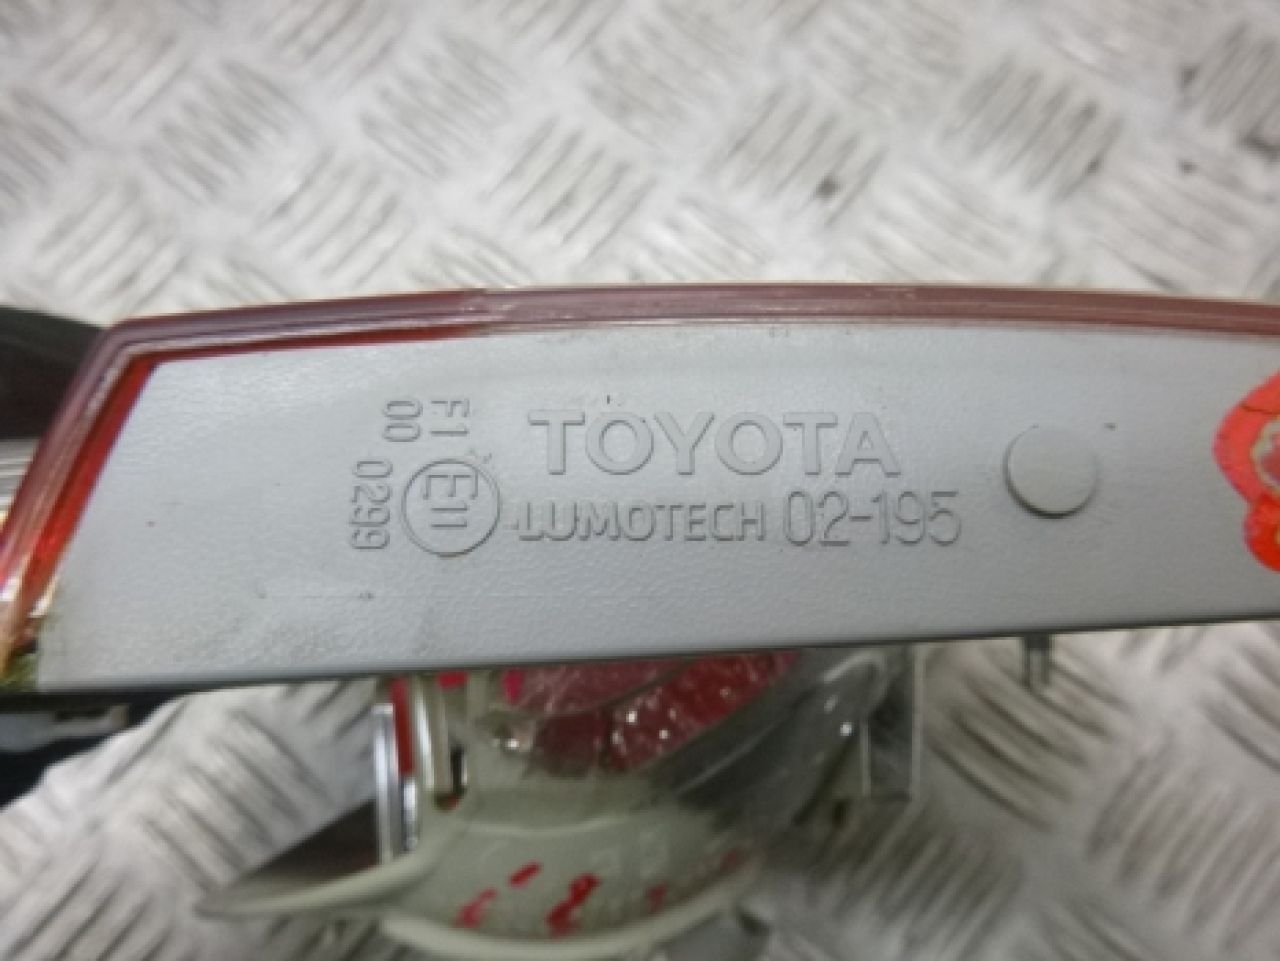 TOYOTA
LUMOTECH 02-195
F1
00 0299
E11